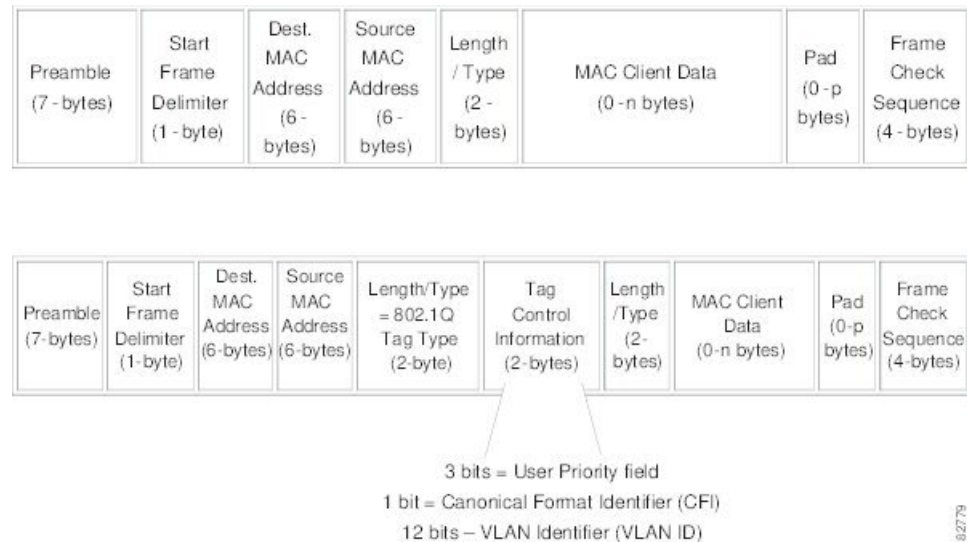 Preamble
(7 - bytes)
Start
Frame
Delimiter
(1 - byte)
Dest.
MAC
Address
(6 -
bytes)
Source
MAC
Address
(6 -
bytes)
Length
/ Type
(2 -
bytes)
MAC Client Data
(0 -n bytes)
Pad
(0 -p
bytes)
Frame
Check
Sequence
(4 - bytes)
Preamble
(7-bytes)
Start
Frame
Delimiter
(1-byte)
Dest.
MAC
Address
(6-bytes)
Source
MAC
Address
(6-bytes)
Length/Type
= 802.1Q
Tag Type
(2-byte)
Tag
Control
Information
(2-bytes)
Length
/Type
(2-
bytes)
MAC Client
Data
(0-n bytes)
Pad
(0-p
bytes)
Frame
Check
Sequence
(4-bytes)
3 bits = User Priority field
1 bit = Canonical Format Identifier (CFI)
12 bits – VLAN Identifier (VLAN ID)
82779